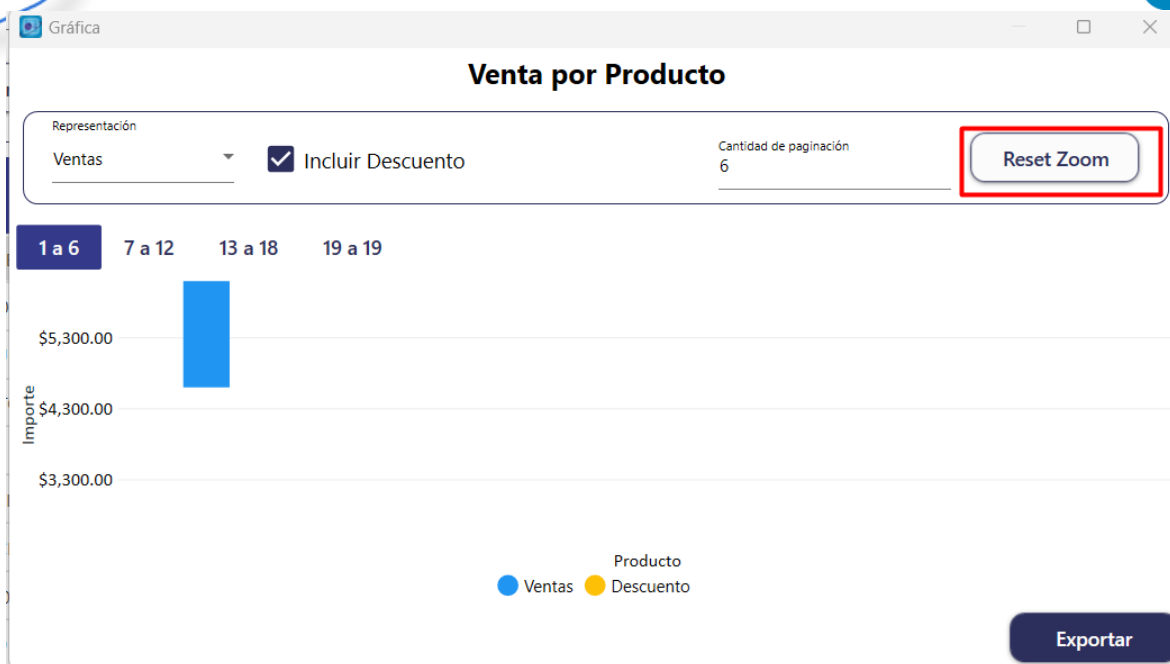 Gráfica
Venta por Producto
Representación
Ventas
Incluir Descuento
Cantidad de paginación
6
Reset Zoom
1 a 6
7 a 12
13 a 18
19 a 19
$5,300.00
$4,300.00
$3,300.00
Importe
Producto
Ventas
Descuento
Exportar